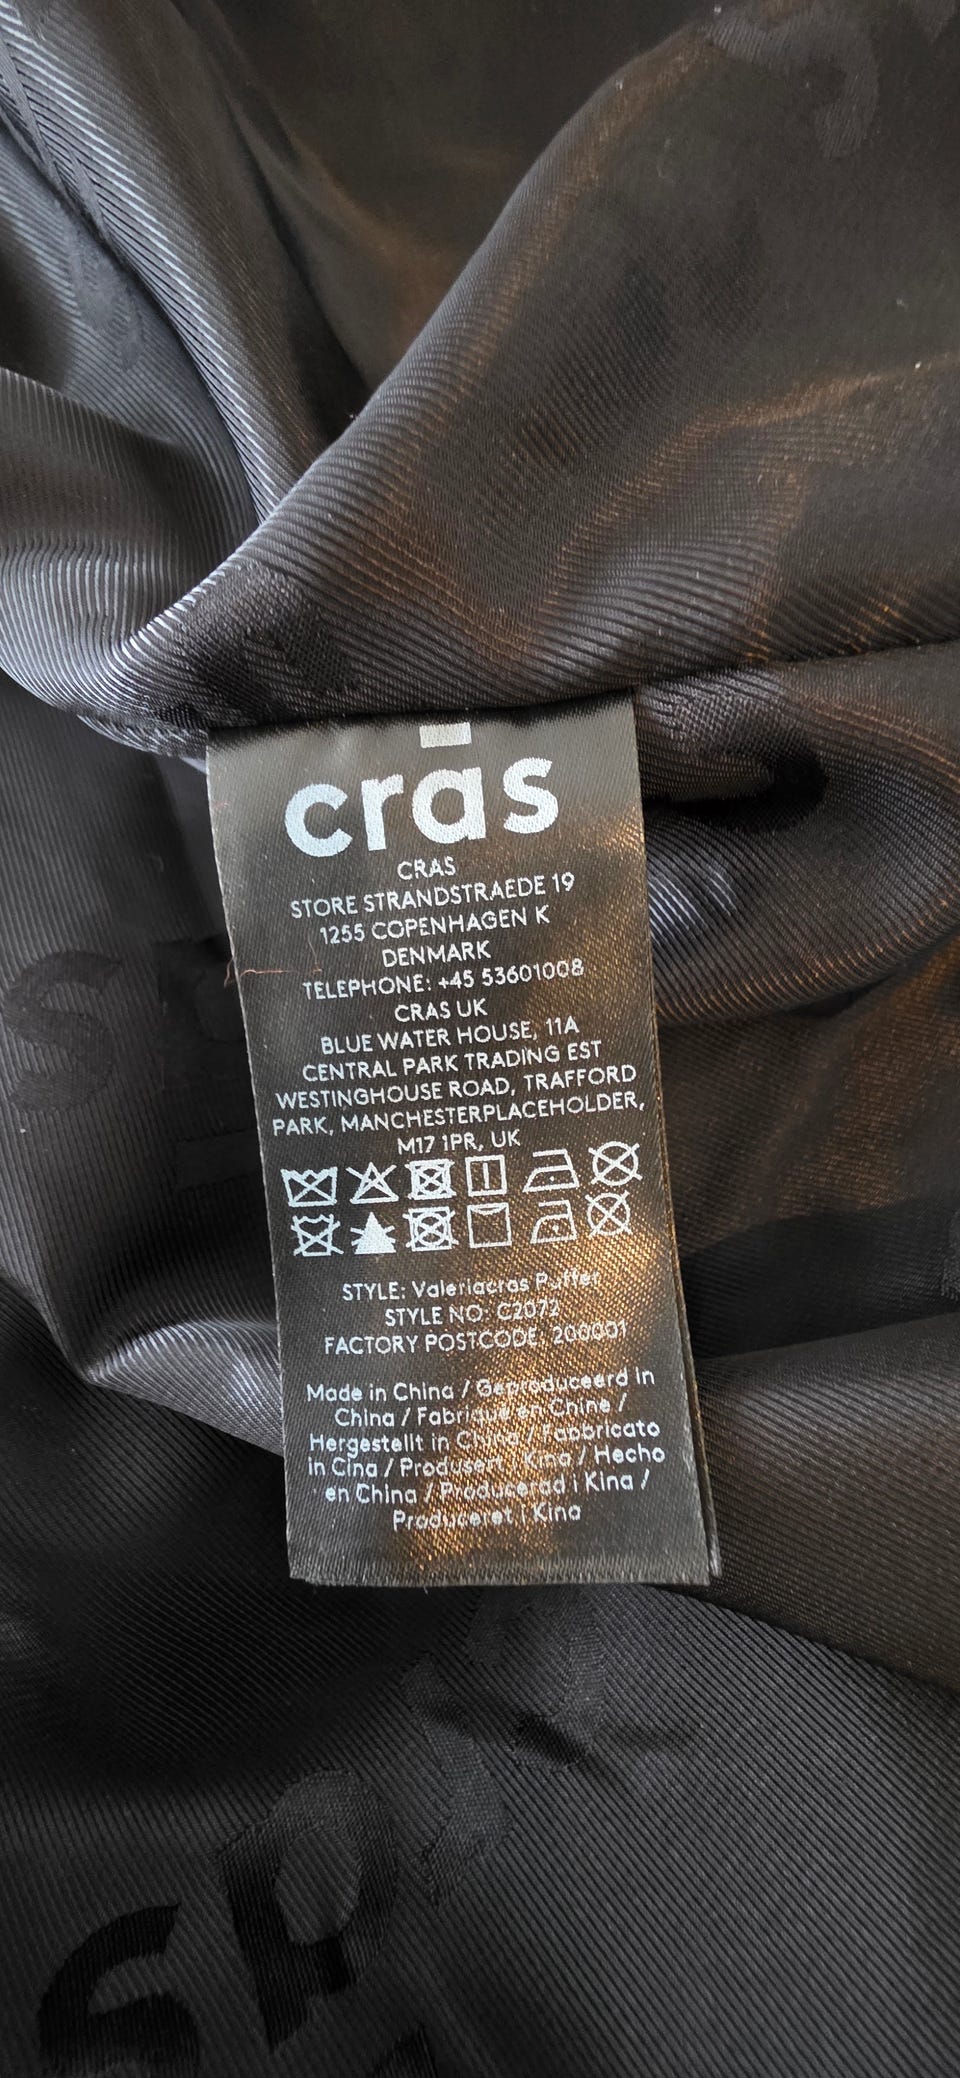 cras
CRAS
STORE STRANDSTRAEDE 19
1255 COPENHAGEN K
DENMARK
TELEPHONE: +45 53601008
CRAS UK
BLUE WATER HOUSE, 11A
CENTRAL PARK TRADING EST
WESTINGHOUSE ROAD, TRAFFORD
PARK, MANCHESTERPLACEHOLDER,
M17 1PR, UK
STYLE: Valeriacras Puffer
STYLE NO: C2072
FACTORY POSTCODE: 200001
Made in China / Geproduceerd in
China / Fabriqué en Chine /
Hergestellt in China / Fabbricato
in Cina / Produsert i Kina / Hecho
en China / Producerad i Kina /
Produceret i Kina